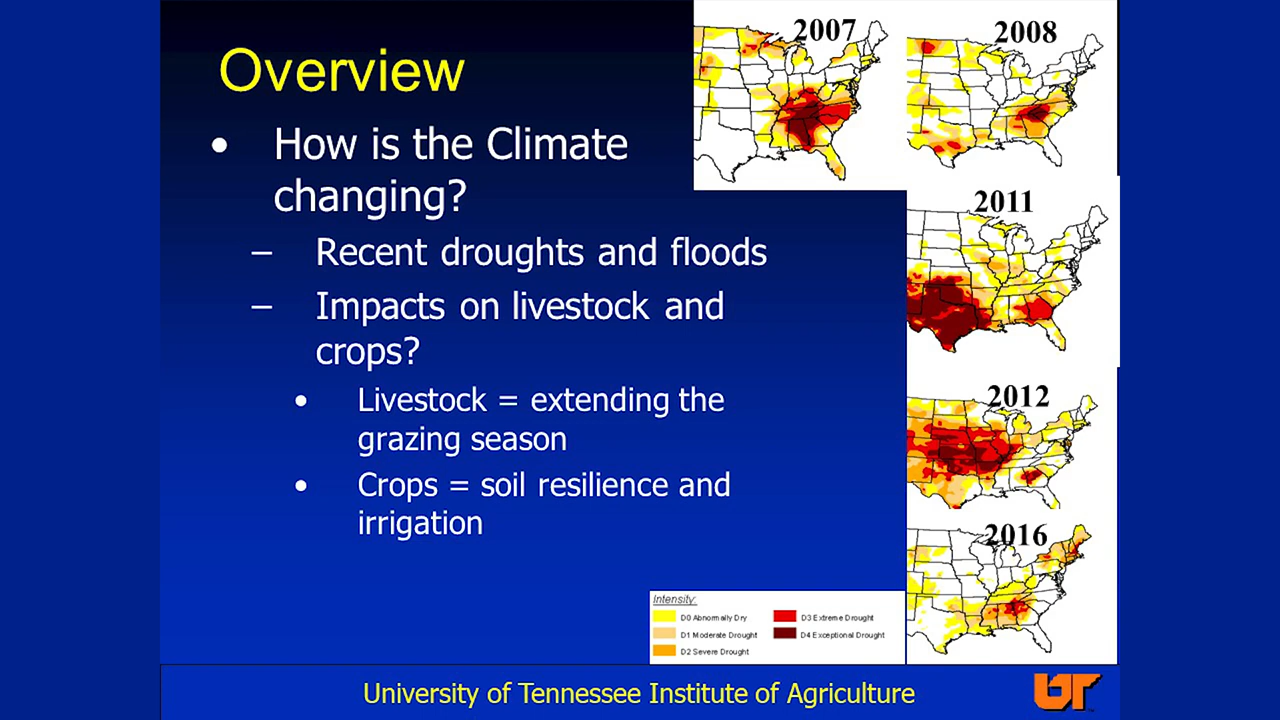 Overview
• How is the Climate
changing?
– Recent droughts and floods
– Impacts on livestock and
crops?
• Livestock = extending the
grazing season
• Crops = soil resilience and
irrigation
2007
2008
2011
2012
2016
Intensity:
D0 Abnormally Dry
D1 Moderate Drought
D2 Severe Drought
D3 Extreme Drought
D4 Exceptional Drought
University of Tennessee Institute of Agriculture
UT